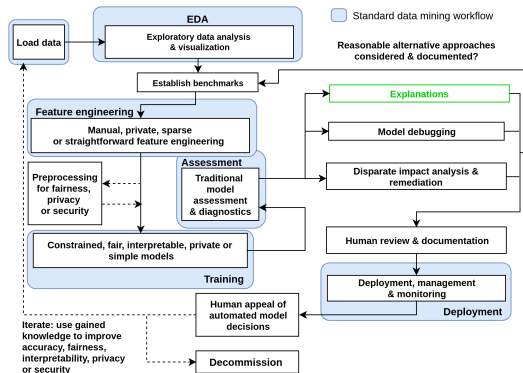 EDA
Standard data mining workflow
Load data
Exploratory data analysis
& visualization
Reasonable alternative approaches
considered & documented?
Establish benchmarks
Explanations
Feature engineering
Manual, private, sparse
or straightforward feature engineering
Model debugging
Assessment
Preprocessing
for fairness,
privacy
or security
Traditional
model
assessment
& diagnostics
Disparate impact analysis &
remediation
Constrained, fair, interpretable, private or
simple models
Training
Human review & documentation
Deployment, management
& monitoring
Deployment
Human appeal of
automated model
decisions
Iterate: use gained
knowledge to improve
accuracy, fairness,
interpretability, privacy
or security
Decommission